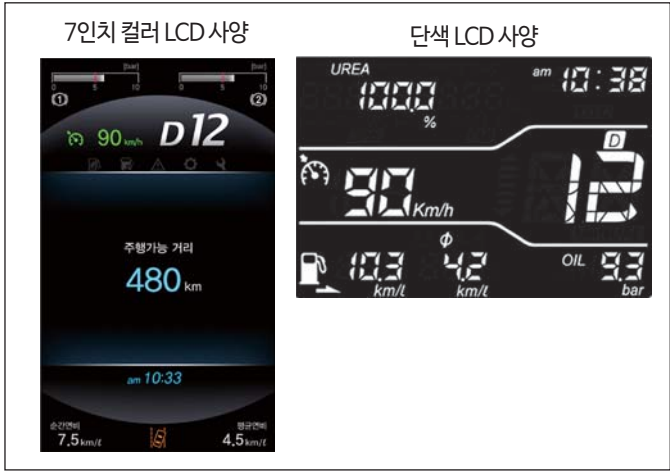 7인치 컬러 LCD 사양
[bar]
[bar]
0 5 10
0 5 10
(1)
(2)
90 km/h D 12
주행가능 거리
480 km
am 10:33
순간연비
평균연비
7.5 km/ℓ
4.5 km/ℓ
단색 LCD 사양
UREA
am 10:38
100.0
%
D
90 Km/h
12
Φ
10.3
4.2
OIL 9.3
km/ℓ
km/ℓ
bar